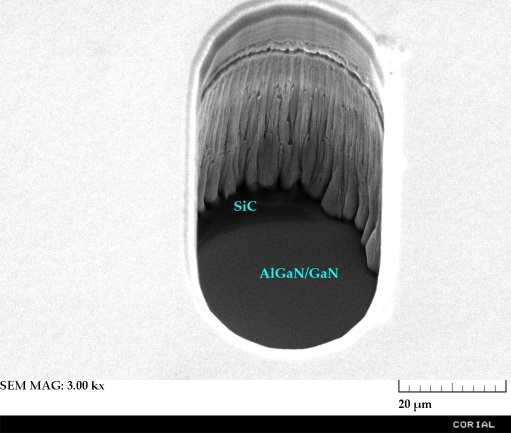 SiC
AlGaN/GaN
SEM MAG: 3.00 kx
20 µm
CORIAL